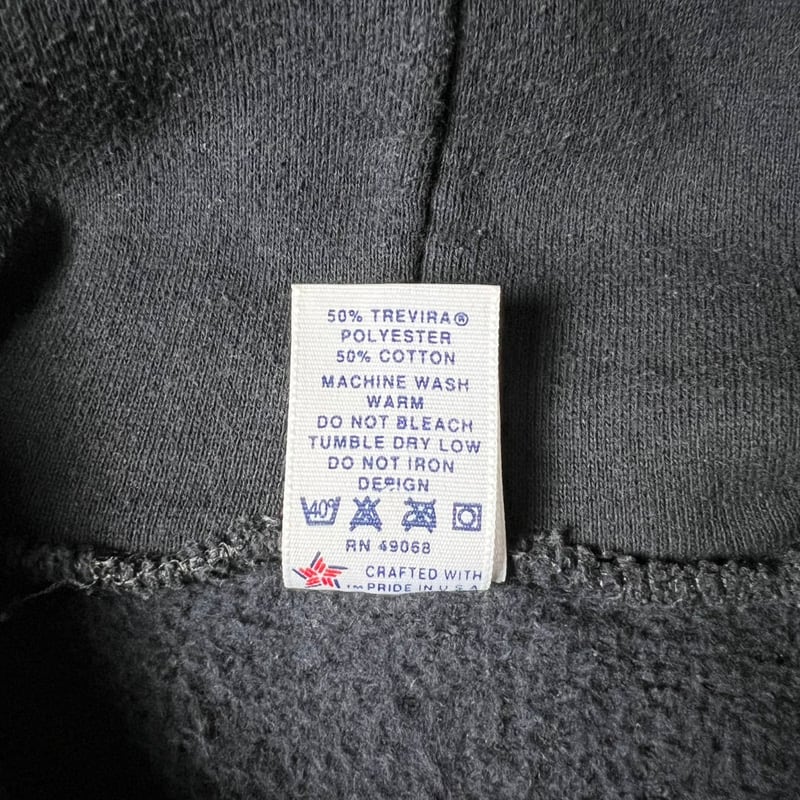 50% TREVIRA®
POLYESTER
50% COTTON
MACHINE WASH
WARM
DO NOT BLEACH
TUMBLE DRY LOW
DO NOT IRON
DESIGN
40°
RN 49068
CRAFTED WITH
™ PRIDE IN U.S.A